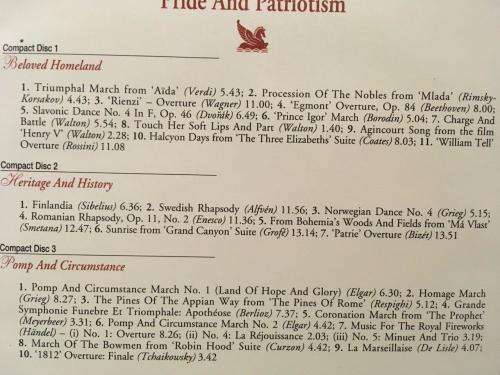 Pride And Patriotism
Compact Disc 1
Beloved Homeland
1. Triumphal March from 'Aïda' (Verdi) 5.43; 2. Procession Of The Nobles from 'Mlada' (Rimsky-
Korsakov) 4.43; 3. 'Rienzi' – Overture (Wagner) 11.00; 4. 'Egmont' Overture, Op. 84 (Beethoven) 8.00;
5. Slavonic Dance No. 4 In F, Op. 46 (Dvořák) 6.49; 6. 'Prince Igor' March (Borodin) 5.04; 7. Charge And
Battle (Walton) 5.54; 8. Touch Her Soft Lips And Part (Walton) 1.40; 9. Agincourt Song from the film
'Henry V' (Walton) 2.28; 10. Halcyon Days from 'The Three Elizabeths' Suite (Coates) 8.03; 11. 'William Tell'
Overture (Rossini) 11.08
Compact Disc 2
Heritage And History
1. Finlandia (Sibelius) 6.36; 2. Swedish Rhapsody (Alfvén) 11.56; 3. Norwegian Dance No. 4 (Grieg) 5.15;
4. Romanian Rhapsody, Op. 11, No. 2 (Enesco) 11.36; 5. From Bohemia's Woods And Fields from 'Má Vlast'
(Smetana) 12.47; 6. Sunrise from 'Grand Canyon' Suite (Grofé) 13.14; 7. 'Patrie' Overture (Bizét) 13.51
Compact Disc 3
Pomp And Circumstance
1. Pomp And Circumstance March No. 1 (Land Of Hope And Glory) (Elgar) 6.30; 2. Homage March
(Grieg) 8.27; 3. The Pines Of The Appian Way from 'The Pines Of Rome' (Respighi) 5.12; 4. Grande
Symphonie Funebre Et Triomphale: Apothéose (Berlioz) 7.37; 5. Coronation March from 'The Prophet'
(Meyerbeer) 3.31; 6. Pomp And Circumstance March No. 2 (Elgar) 4.42; 7. Music For The Royal Fireworks
(Händel) – (i) No. 1: Overture 8.26; (ii) No. 4: La Réjouissance 2.03; (iii) No. 5: Minuet And Trio 3.19;
8. March Of The Bowmen from 'Robin Hood' Suite (Curzon) 4.42; 9. La Marseillaise (De Lisle) 4.07;
10. '1812' Overture: Finale (Tchaikowsky) 3.42